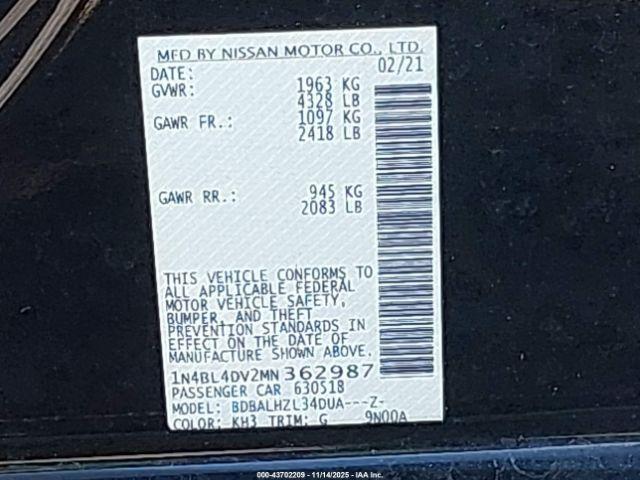 MFD BY NISSAN MOTOR CO., LTD.
DATE: 02/21
GVWR: 1963 KG
4328 LB
GAWR FR.: 1097 KG
2418 LB
GAWR RR.: 945 KG
2083 LB
THIS VEHICLE CONFORMS TO
ALL APPLICABLE FEDERAL
MOTOR VEHICLE SAFETY,
BUMPER, AND THEFT
PREVENTION STANDARDS IN
EFFECT ON THE DATE OF
MANUFACTURE SHOWN ABOVE.
1N4BL4DV2MN362987
PASSENGER CAR 630518
MODEL: BDBALHZL34DUA---Z-
COLOR: KH3 TRIM: G 9N00A
000-43702209 - 11/14/2025 - IAA Inc.